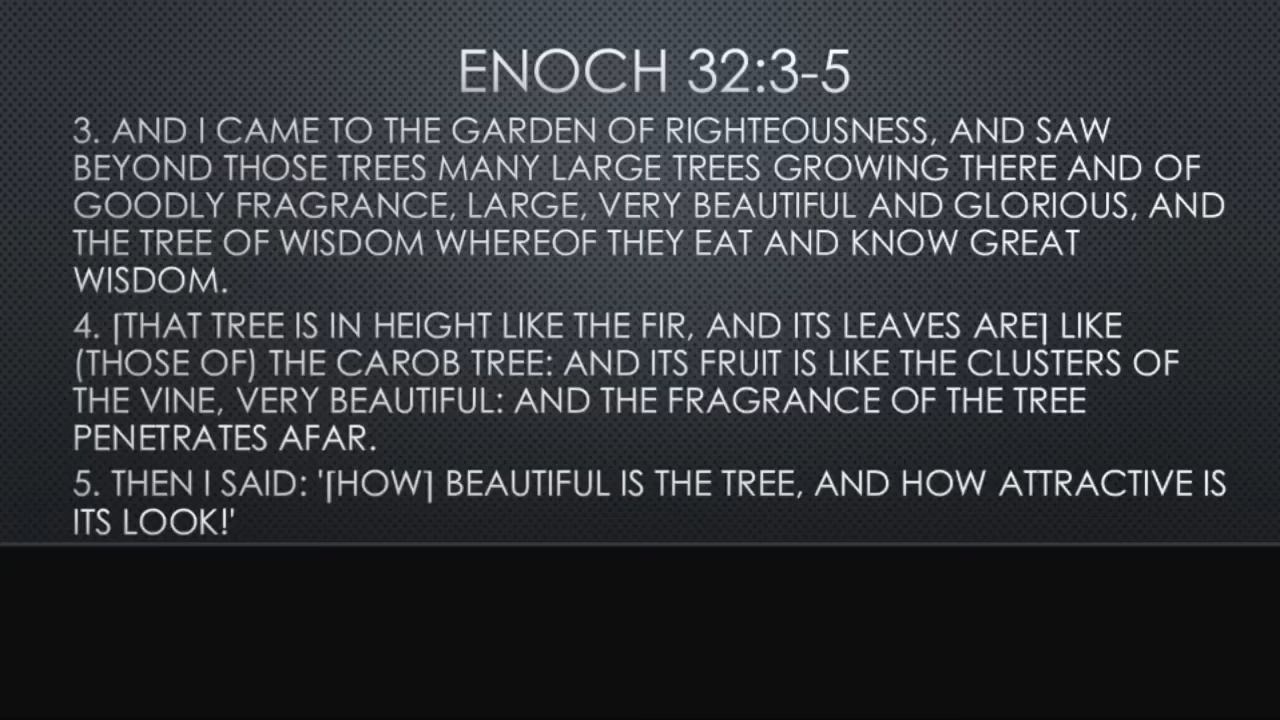 ENOCH 32:3-5
3. AND I CAME TO THE GARDEN OF RIGHTEOUSNESS, AND SAW
BEYOND THOSE TREES MANY LARGE TREES GROWING THERE AND OF
GOODLY FRAGRANCE, LARGE, VERY BEAUTIFUL AND GLORIOUS, AND
THE TREE OF WISDOM WHEREOF THEY EAT AND KNOW GREAT
WISDOM.
4. ⌈THAT TREE IS IN HEIGHT LIKE THE FIR, AND ITS LEAVES ARE⌉ LIKE
(THOSE OF) THE CAROB TREE: AND ITS FRUIT IS LIKE THE CLUSTERS OF
THE VINE, VERY BEAUTIFUL: AND THE FRAGRANCE OF THE TREE
PENETRATES AFAR.
5. THEN I SAID: '⌈HOW⌉ BEAUTIFUL IS THE TREE, AND HOW ATTRACTIVE IS
ITS LOOK!'